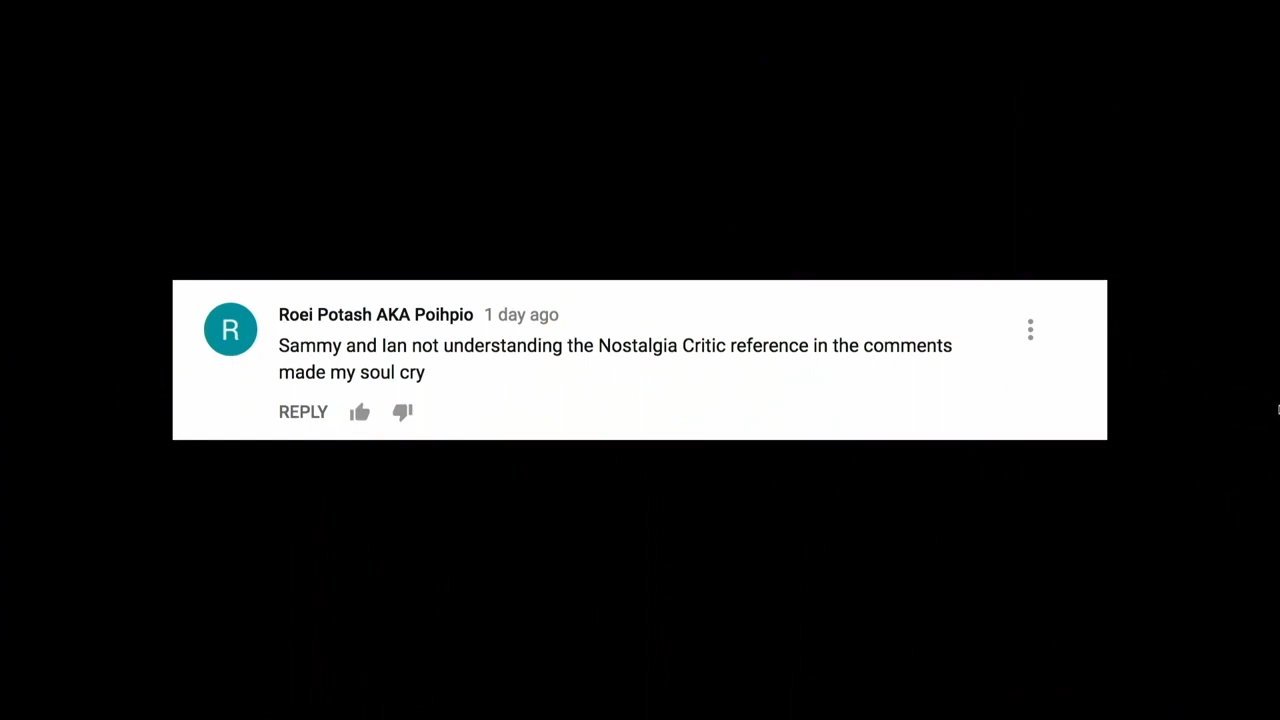 R
Roei Potash AKA Poihpio 1 day ago
Sammy and Ian not understanding the Nostalgia Critic reference in the comments
made my soul cry
REPLY